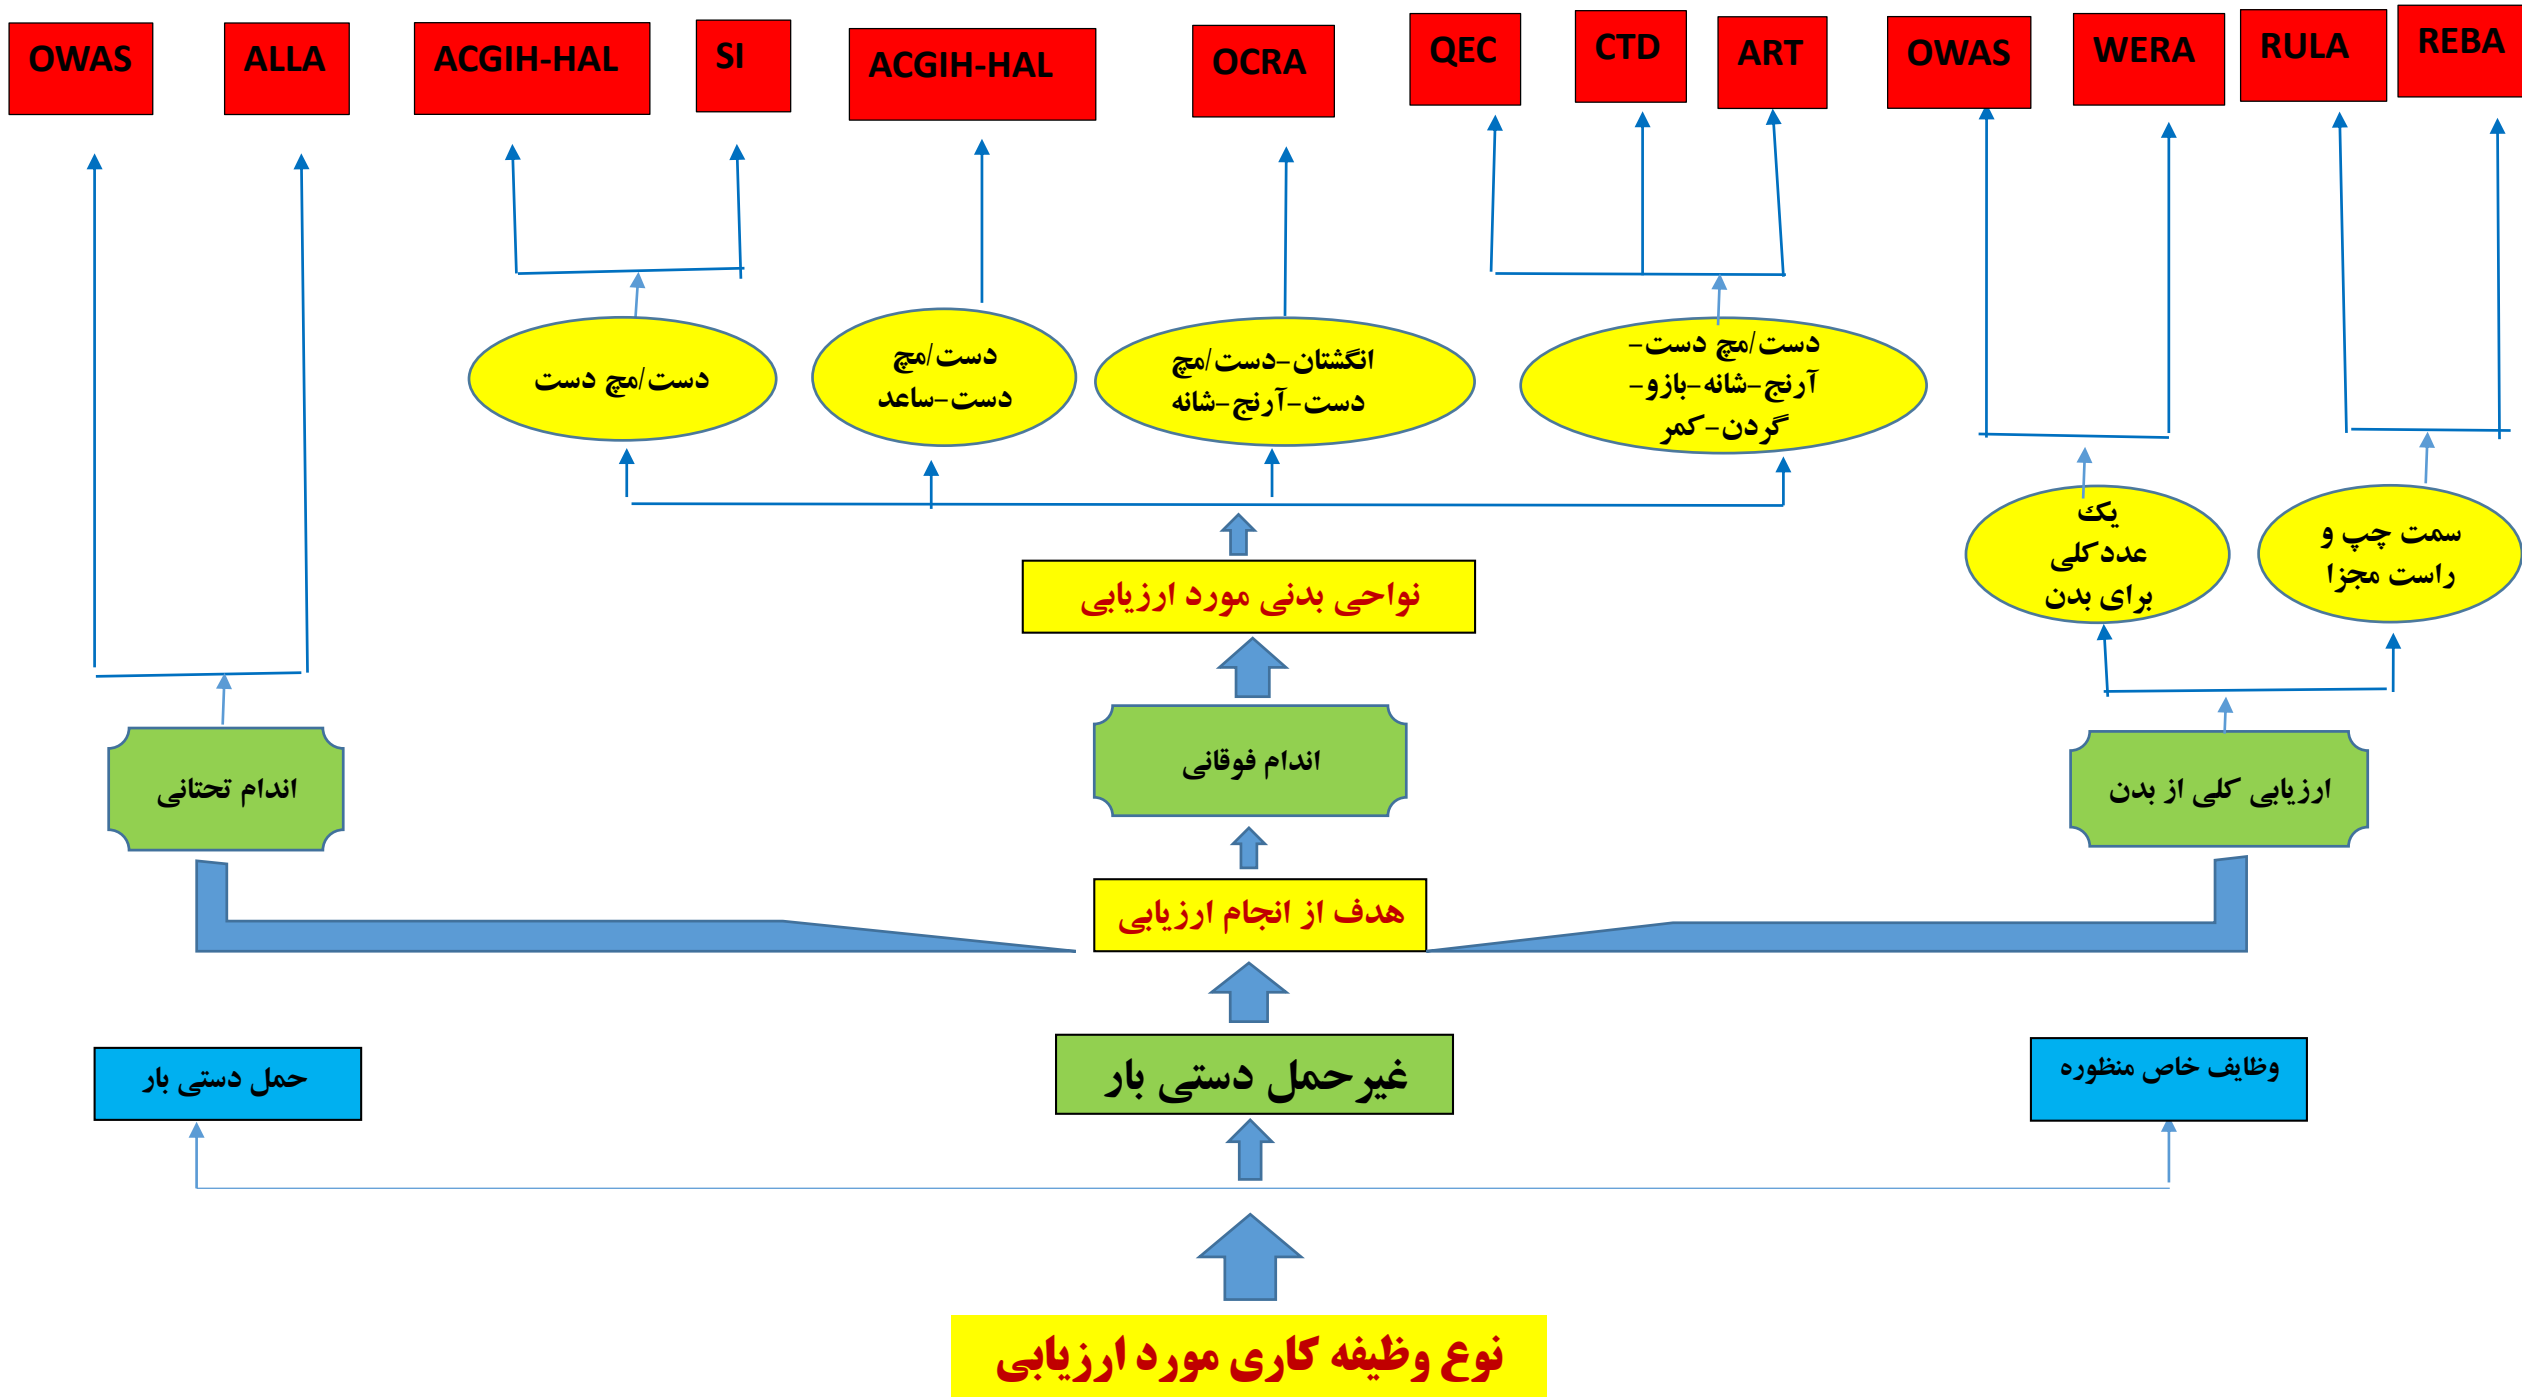 OWAS
ALLA
ACGIH-HAL
SI
ACGIH-HAL
OCRA
QEC
CTD
ART
OWAS
WERA
RULA
REBA
دست/مچ دست
دست/مچ
دست-ساعد
انگشتان-دست/مچ
دست-آرنج-شانه
دست/مچ دست-
آرنج-شانه-بازو-
گردن-کمر
یک
عددکلی
برای بدن
سمت چپ و
راست مجزا
نواحی بدنی مورد ارزیابی
اندام تحتانی
اندام فوقانی
ارزیابی کلی از بدن
هدف از انجام ارزیابی
حمل دستی بار
غیرحمل دستی بار
وظایف خاص منظوره
نوع وظیفه کاری مورد ارزیابی